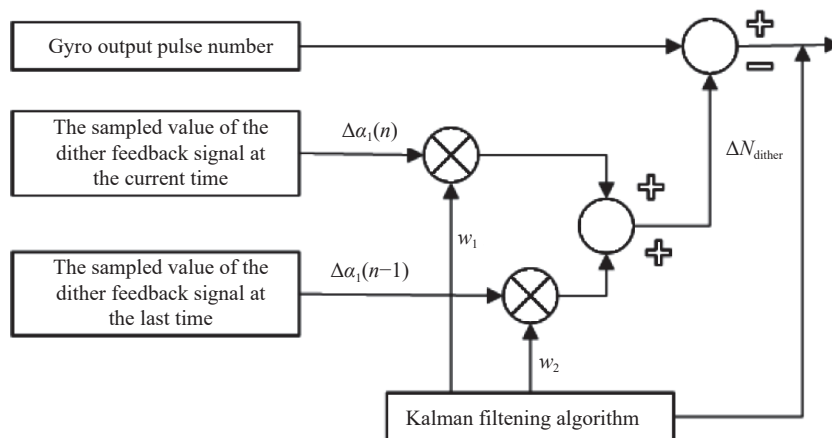 Gyro output pulse number
The sampled value of the
dither feedback signal at
the current time
Δα₁(n)
w₁
ΔN_dither
The sampled value of the
dither feedback signal at
the last time
Δα₁(n−1)
w₂
Kalman filtening algorithm
+
−
+
+